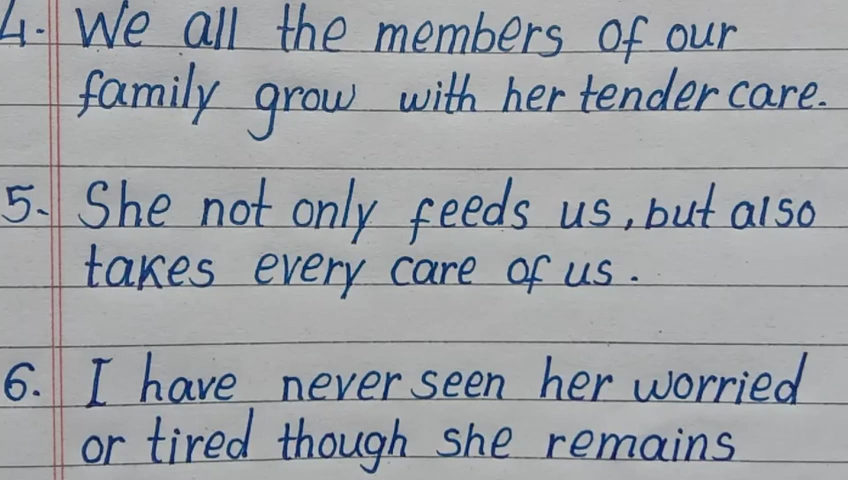 4. We all the members of our
family grow with her tender care.
5. She not only feeds us, but also
takes every care of us.
6. I have never seen her worried
or tired though she remains